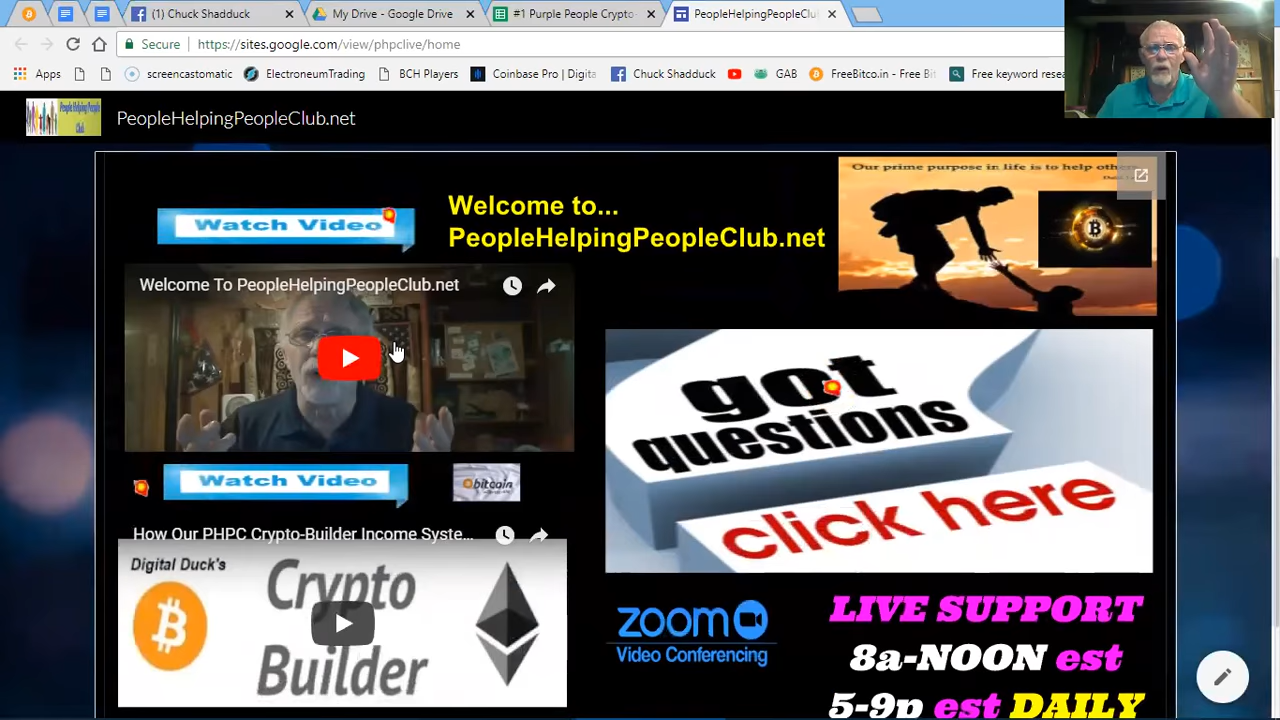 (1) Chuck Shadduck
My Drive - Google Drive
#1 Purple People Crypto
PeopleHelpingPeopleClu
Secure
https://sites.google.com/view/phpclive/home
Apps
screencastomatic
ElectroneumTrading
BCH Players
Coinbase Pro | Digita
Chuck Shadduck
GAB
FreeBitco.in - Free Bi
Free keyword resea
PeopleHelpingPeopleClub.net
Our prime purpose in life is to help oth
Watch Video
Welcome to...
PeopleHelpingPeopleClub.net
Welcome To PeopleHelpingPeopleClub.net
got
questions
click here
Watch Video
bitcoin
How Our PHPC Crypto-Builder Income Syste...
Digital Duck's
Crypto
Builder
zoom
Video Conferencing
LIVE SUPPORT
8a-NOON est
5-9p est DAILY